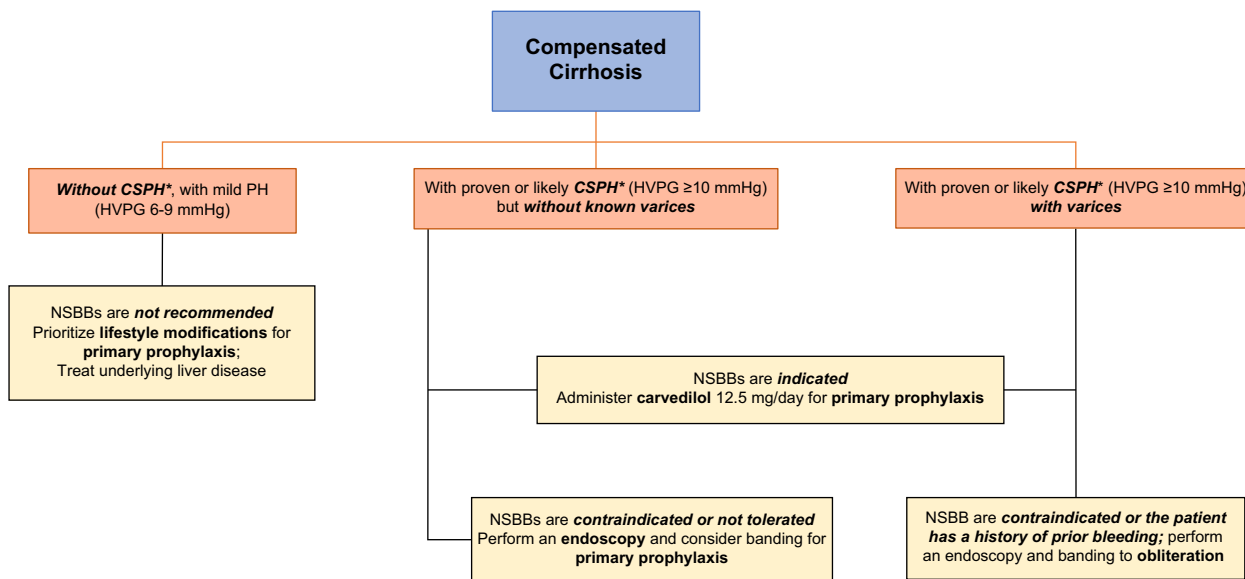 Compensated
Cirrhosis
Without CSPH*, with mild PH
(HVPG 6-9 mmHg)
With proven or likely CSPH* (HVPG ≥10 mmHg)
but without known varices
With proven or likely CSPH* (HVPG ≥10 mmHg)
with varices
NSBBs are not recommended
Prioritize lifestyle modifications for
primary prophylaxis;
Treat underlying liver disease
NSBBs are indicated
Administer carvedilol 12.5 mg/day for primary prophylaxis
NSBBs are contraindicated or not tolerated
Perform an endoscopy and consider banding for
primary prophylaxis
NSBB are contraindicated or the patient
has a history of prior bleeding; perform
an endoscopy and banding to obliteration